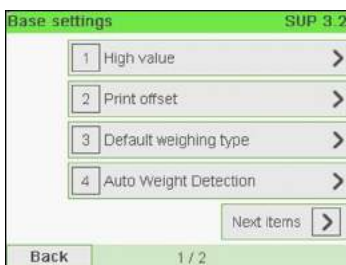 Base settings SUP 3.2
1 High value
2 Print offset
3 Default weighing type
4 Auto Weight Detection
Next items
Back 1 / 2